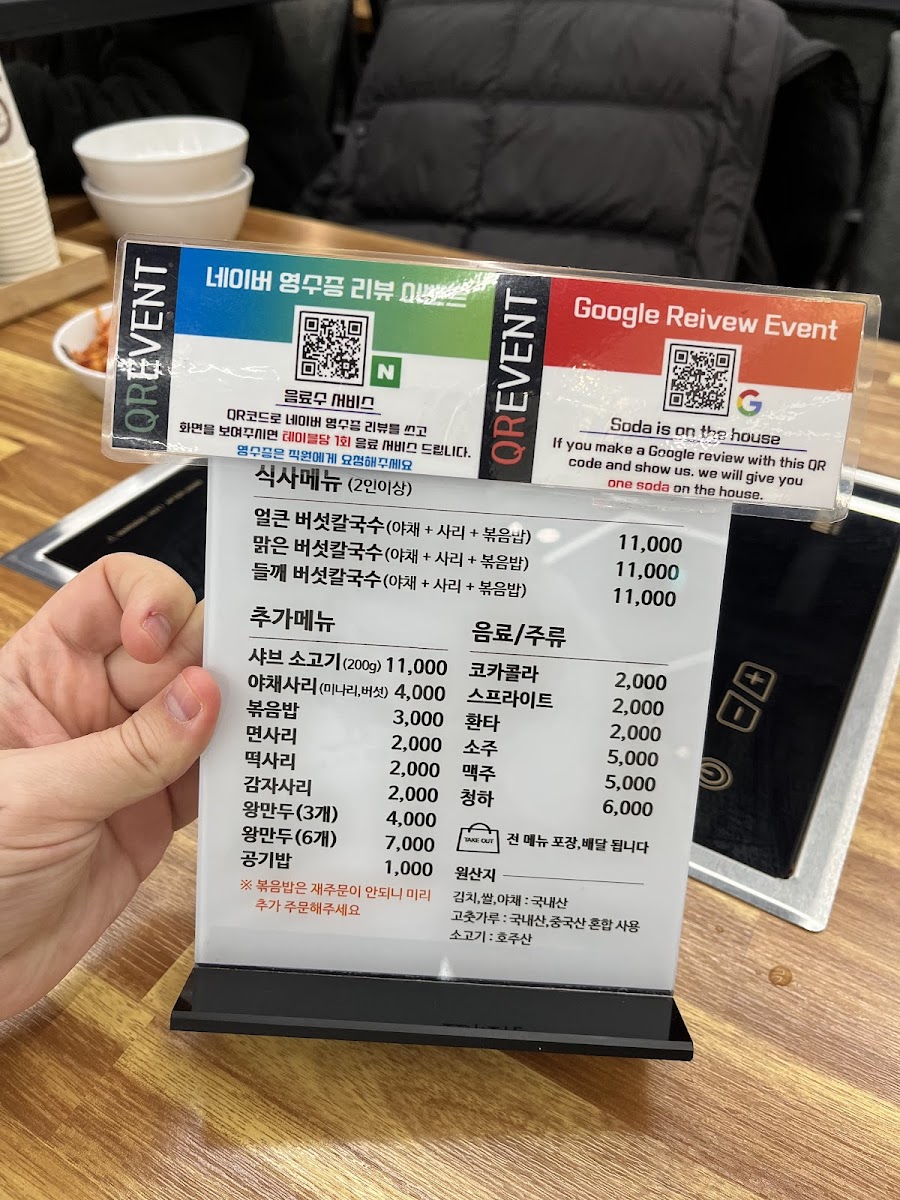 QREVENT
네이버 영수증 리뷰 이벤트
N
음료수 서비스
QR코드로 네이버 영수증 리뷰를 쓰고
화면을 보여주시면 테이블당 1회 음료 서비스 드립니다.
영수증은 직원에게 요청해주세요
QREVENT
Google Reivew Event
G
Soda is on the house
If you make a Google review with this QR
code and show us. we will give you
one soda on the house.
식사메뉴 (2인이상)
얼큰 버섯칼국수(야채 + 사리 + 볶음밥) 11,000
맑은 버섯칼국수(야채 + 사리 + 볶음밥) 11,000
들깨 버섯칼국수(야채 + 사리 + 볶음밥) 11,000
추가메뉴
샤브 소고기(200g) 11,000
야채사리(미나리,버섯) 4,000
볶음밥 3,000
면사리 2,000
떡사리 2,000
감자사리 2,000
왕만두(3개) 4,000
왕만두(6개) 7,000
공기밥 1,000
※ 볶음밥은 재주문이 안되니 미리
추가 주문해주세요
음료/주류
코카콜라 2,000
스프라이트 2,000
환타 2,000
소주 5,000
맥주 5,000
청하 6,000
TAKE OUT
전 메뉴 포장,배달 됩니다
원산지
김치,쌀,야채 : 국내산
고춧가루 : 국내산,중국산 혼합 사용
소고기 : 호주산